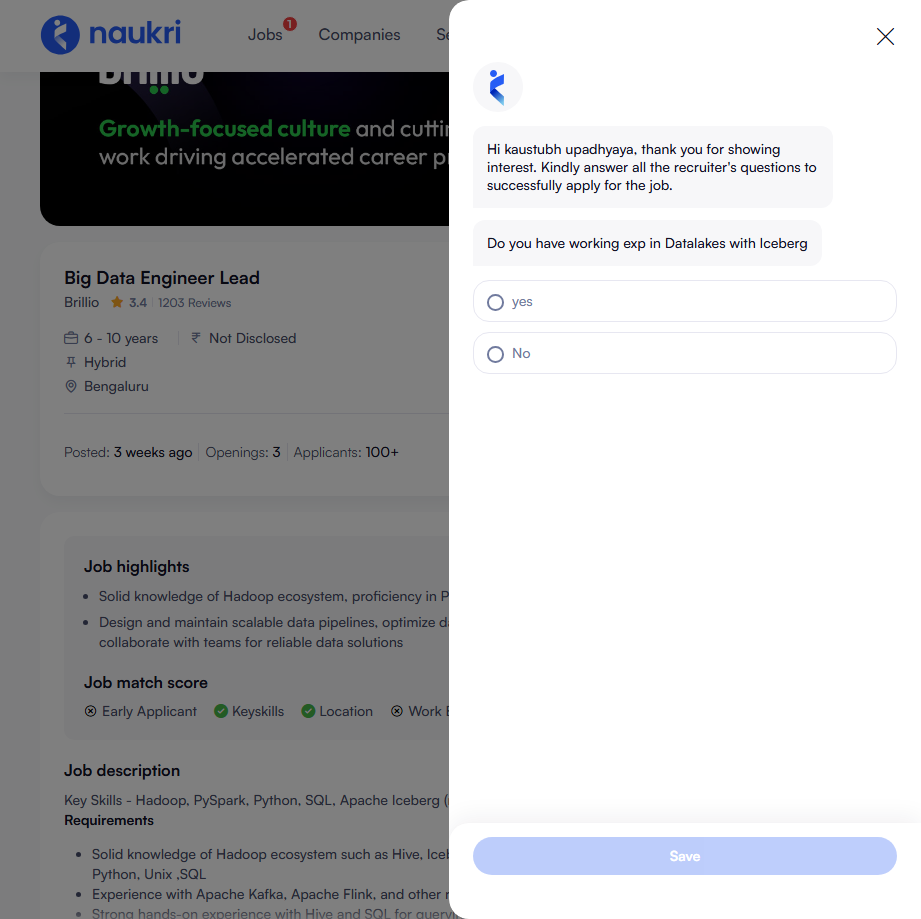 naukri
Jobs 1 Companies
Brillio
Growth-focused culture and
work driving accelerated career
Big Data Engineer Lead
Brillio 3.4 1203 Reviews
6 - 10 years ₹ Not Disclosed
Hybrid
Bengaluru
Posted: 3 weeks ago Openings: 3 Applicants: 100+
Job highlights
Solid knowledge of Hadoop ecosystem, proficiency in
Design and maintain scalable data pipelines, optimize
collaborate with teams for reliable data solutions
Job match score
Early Applicant Keyskills Location Work
Job description
Key Skills - Hadoop, PySpark, Python, SQL, Apache Iceberg
Requirements
Solid knowledge of Hadoop ecosystem such as Hive,
Python, Unix ,SQL
Experience with Apache Kafka, Apache Flink, and other
Strong hands-on experience with Hive and SQL for
Hi kaustubh upadhyaya, thank you for showing
interest. Kindly answer all the recruiter's questions to
successfully apply for the job.
Do you have working exp in Datalakes with Iceberg
yes
No
Save